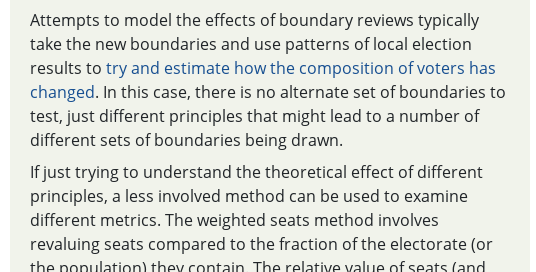 Attempts to model the effects of boundary reviews typically
take the new boundaries and use patterns of local election
results to try and estimate how the composition of voters has
changed. In this case, there is no alternate set of boundaries to
test, just different principles that might lead to a number of
different sets of boundaries being drawn.
If just trying to understand the theoretical effect of different
principles, a less involved method can be used to examine
different metrics. The weighted seats method involves
revaluing seats compared to the fraction of the electorate (or
the population) they contain. The relative value of seats (and